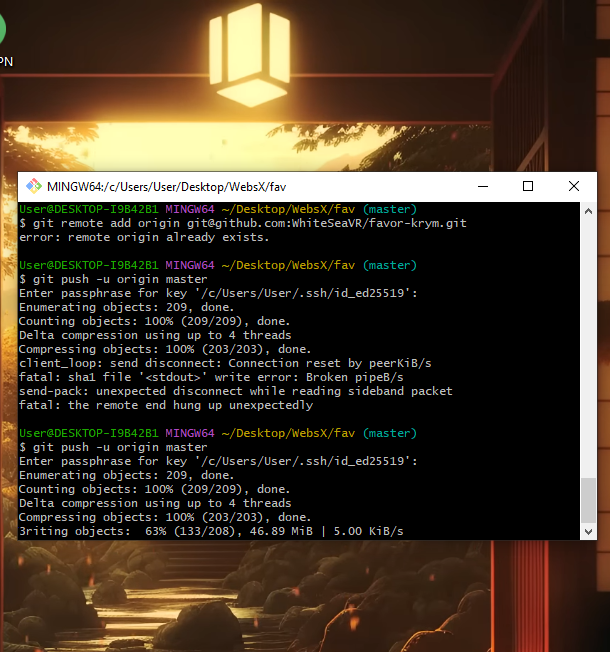 PN
MINGW64:/c/Users/User/Desktop/WebsX/fav
User@DESKTOP-I9B42B1 MINGW64 ~/Desktop/WebsX/fav (master)
$ git remote add origin git@github.com:WhiteSeaVR/favor-krym.git
error: remote origin already exists.
User@DESKTOP-I9B42B1 MINGW64 ~/Desktop/WebsX/fav (master)
$ git push -u origin master
Enter passphrase for key '/c/Users/User/.ssh/id_ed25519':
Enumerating objects: 209, done.
Counting objects: 100% (209/209), done.
Delta compression using up to 4 threads
Compressing objects: 100% (203/203), done.
client_loop: send disconnect: Connection reset by peerKiB/s
fatal: sha1 file '<stdout>' write error: Broken pipeB/s
send-pack: unexpected disconnect while reading sideband packet
fatal: the remote end hung up unexpectedly
User@DESKTOP-I9B42B1 MINGW64 ~/Desktop/WebsX/fav (master)
$ git push -u origin master
Enter passphrase for key '/c/Users/User/.ssh/id_ed25519':
Enumerating objects: 209, done.
Counting objects: 100% (209/209), done.
Delta compression using up to 4 threads
Compressing objects: 100% (203/203), done.
3riting objects:  63% (133/208), 46.89 MiB | 5.00 KiB/s